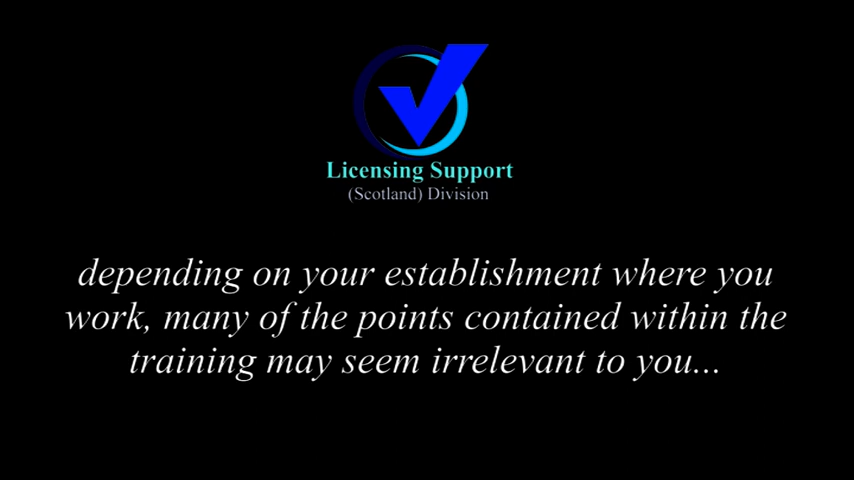 Licensing Support
(Scotland) Division
depending on your establishment where you
work, many of the points contained within the
training may seem irrelevant to you...